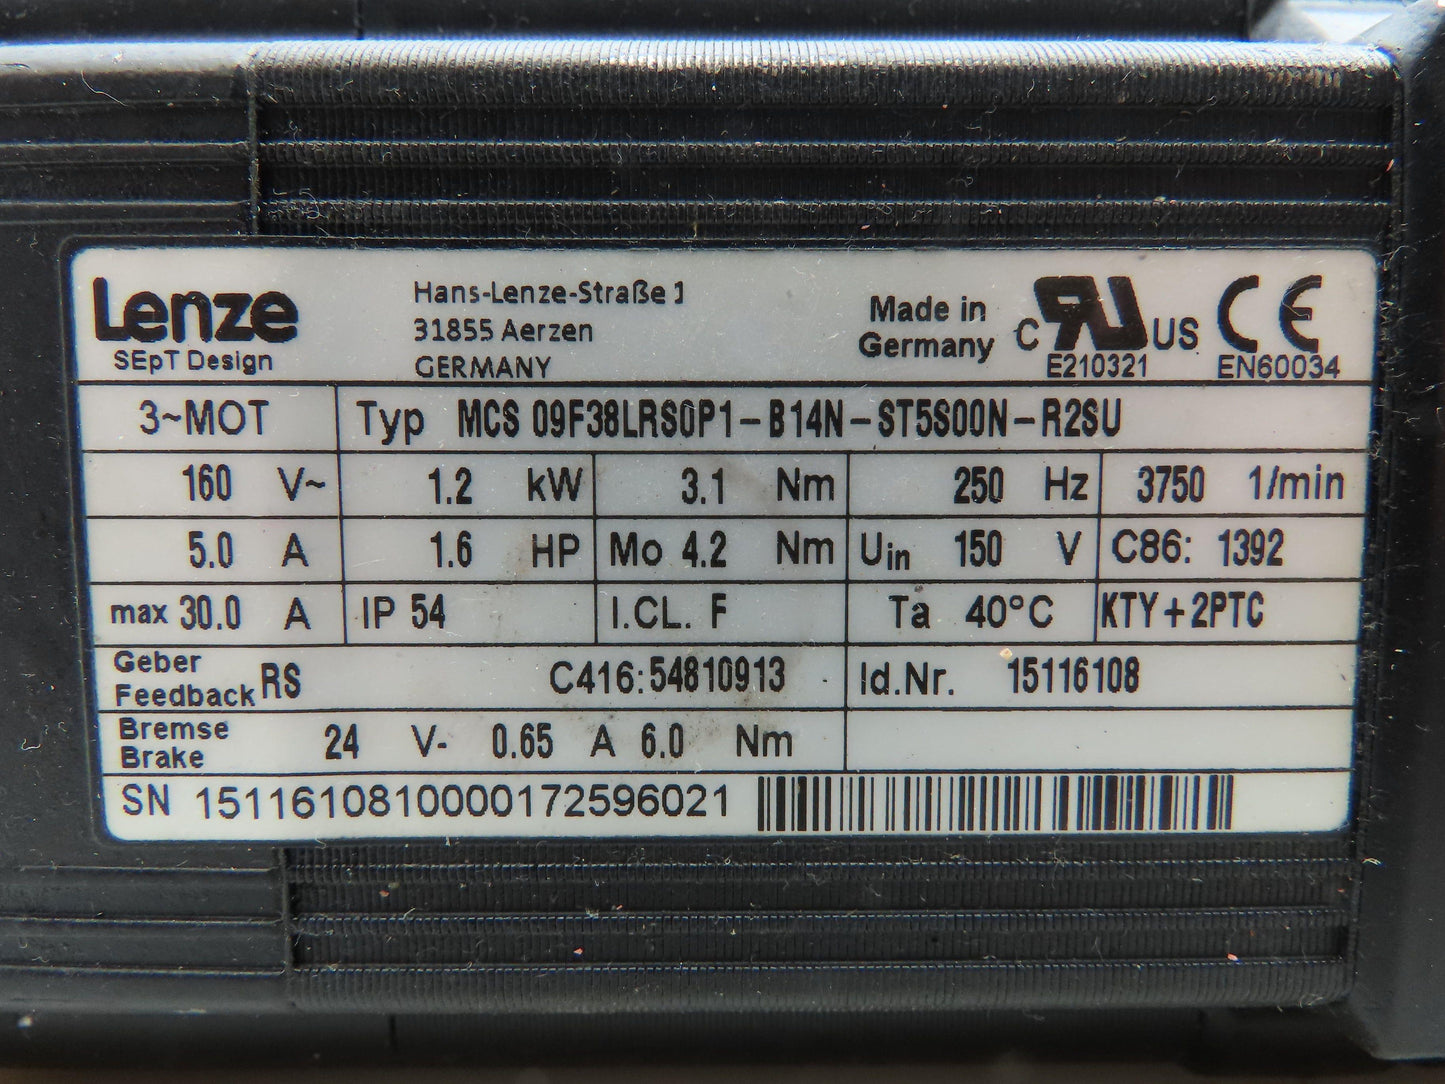 Lenze
SEpT Design
Hans-Lenze-Straße 1
31855 Aerzen
GERMANY
Made in
Germany
C RU US
E210321
CE
EN60034
3~MOT Typ MCS 09F38LRS0P1-B14N-ST5S00N-R2SU
160 V~ 1.2 kW 3.1 Nm 250 Hz 3750 1/min
5.0 A 1.6 HP Mo 4.2 Nm Uin 150 V C86: 1392
max 30.0 A IP 54 I.CL. F Ta 40°C KTY+2PTC
Geber
Feedback RS C416:54810913 Id.Nr. 15116108
Bremse
Brake 24 V- 0.65 A 6.0 Nm
SN 1511610810000172596021